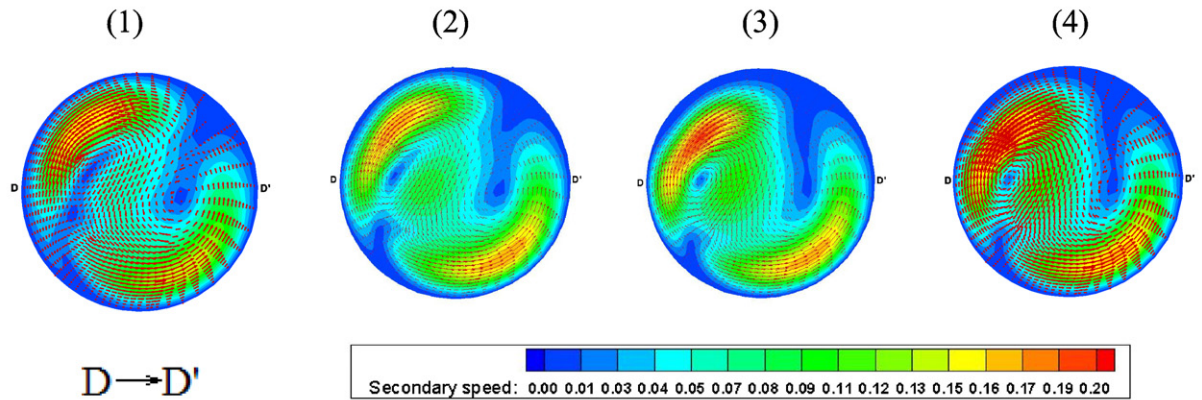 (1) (2) (3) (4)
D D' D D' D D' D D'
D → D'
Secondary speed: 0.00 0.01 0.03 0.04 0.05 0.07 0.08 0.09 0.11 0.12 0.13 0.15 0.16 0.17 0.19 0.20